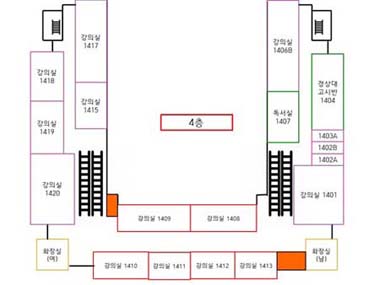 강의실
1417
강의실
1406B
강의실
1418
경상대
고시반
1404
강의실
1415
독서실
1407
강의실
1419
4층
1403A
1402B
1402A
강의실
1420
강의실 1401
강의실 1409
강의실 1408
화장실
(여)
화장실
(남)
강의실 1410
강의실 1411
강의실 1412
강의실 1413